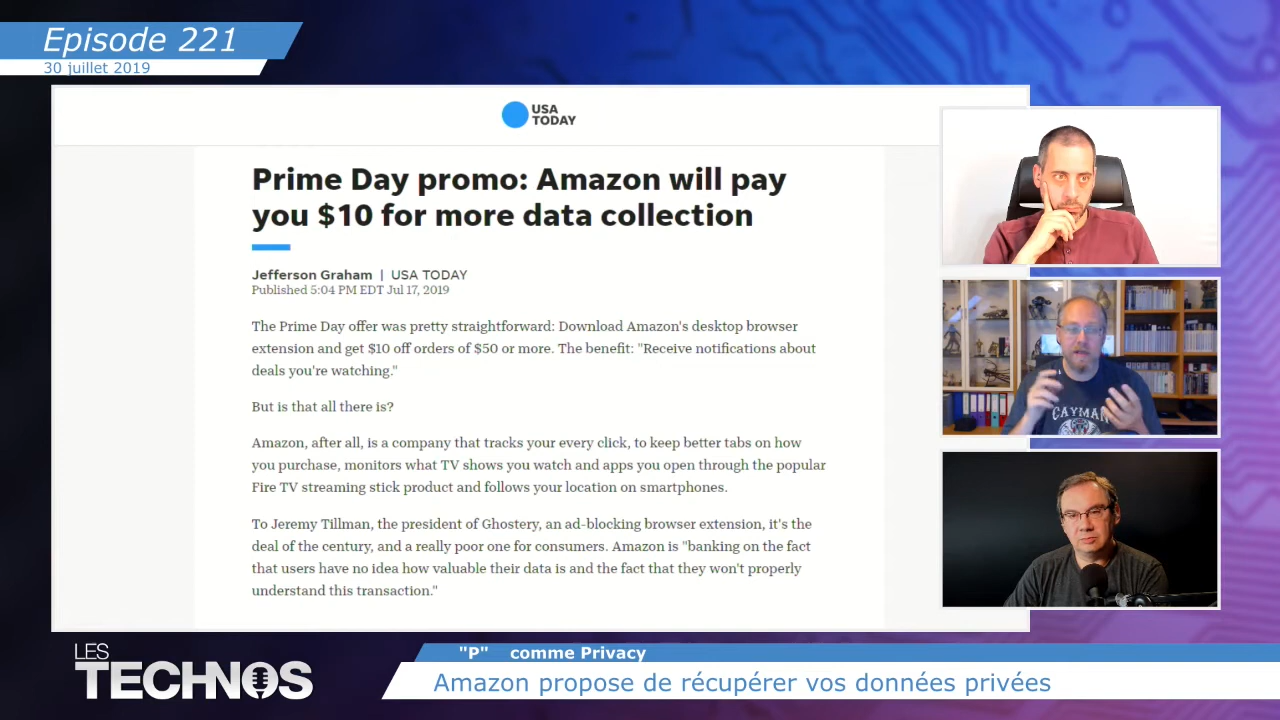 Episode 221
30 juillet 2019
USA
TODAY
Prime Day promo: Amazon will pay
you $10 for more data collection
Jefferson Graham | USA TODAY
Published 5:04 PM EDT Jul 17, 2019
The Prime Day offer was pretty straightforward: Download Amazon's desktop browser
extension and get $10 off orders of $50 or more. The benefit: "Receive notifications about
deals you're watching."
But is that all there is?
Amazon, after all, is a company that tracks your every click, to keep better tabs on how
you purchase, monitors what TV shows you watch and apps you open through the popular
Fire TV streaming stick product and follows your location on smartphones.
To Jeremy Tillman, the president of Ghostery, an ad-blocking browser extension, it's the
deal of the century, and a really poor one for consumers. Amazon is "banking on the fact
that users have no idea how valuable their data is and the fact that they won't properly
understand this transaction."
CAYMAN
LES
TECHNOS
"P" comme Privacy
Amazon propose de récupérer vos données privées